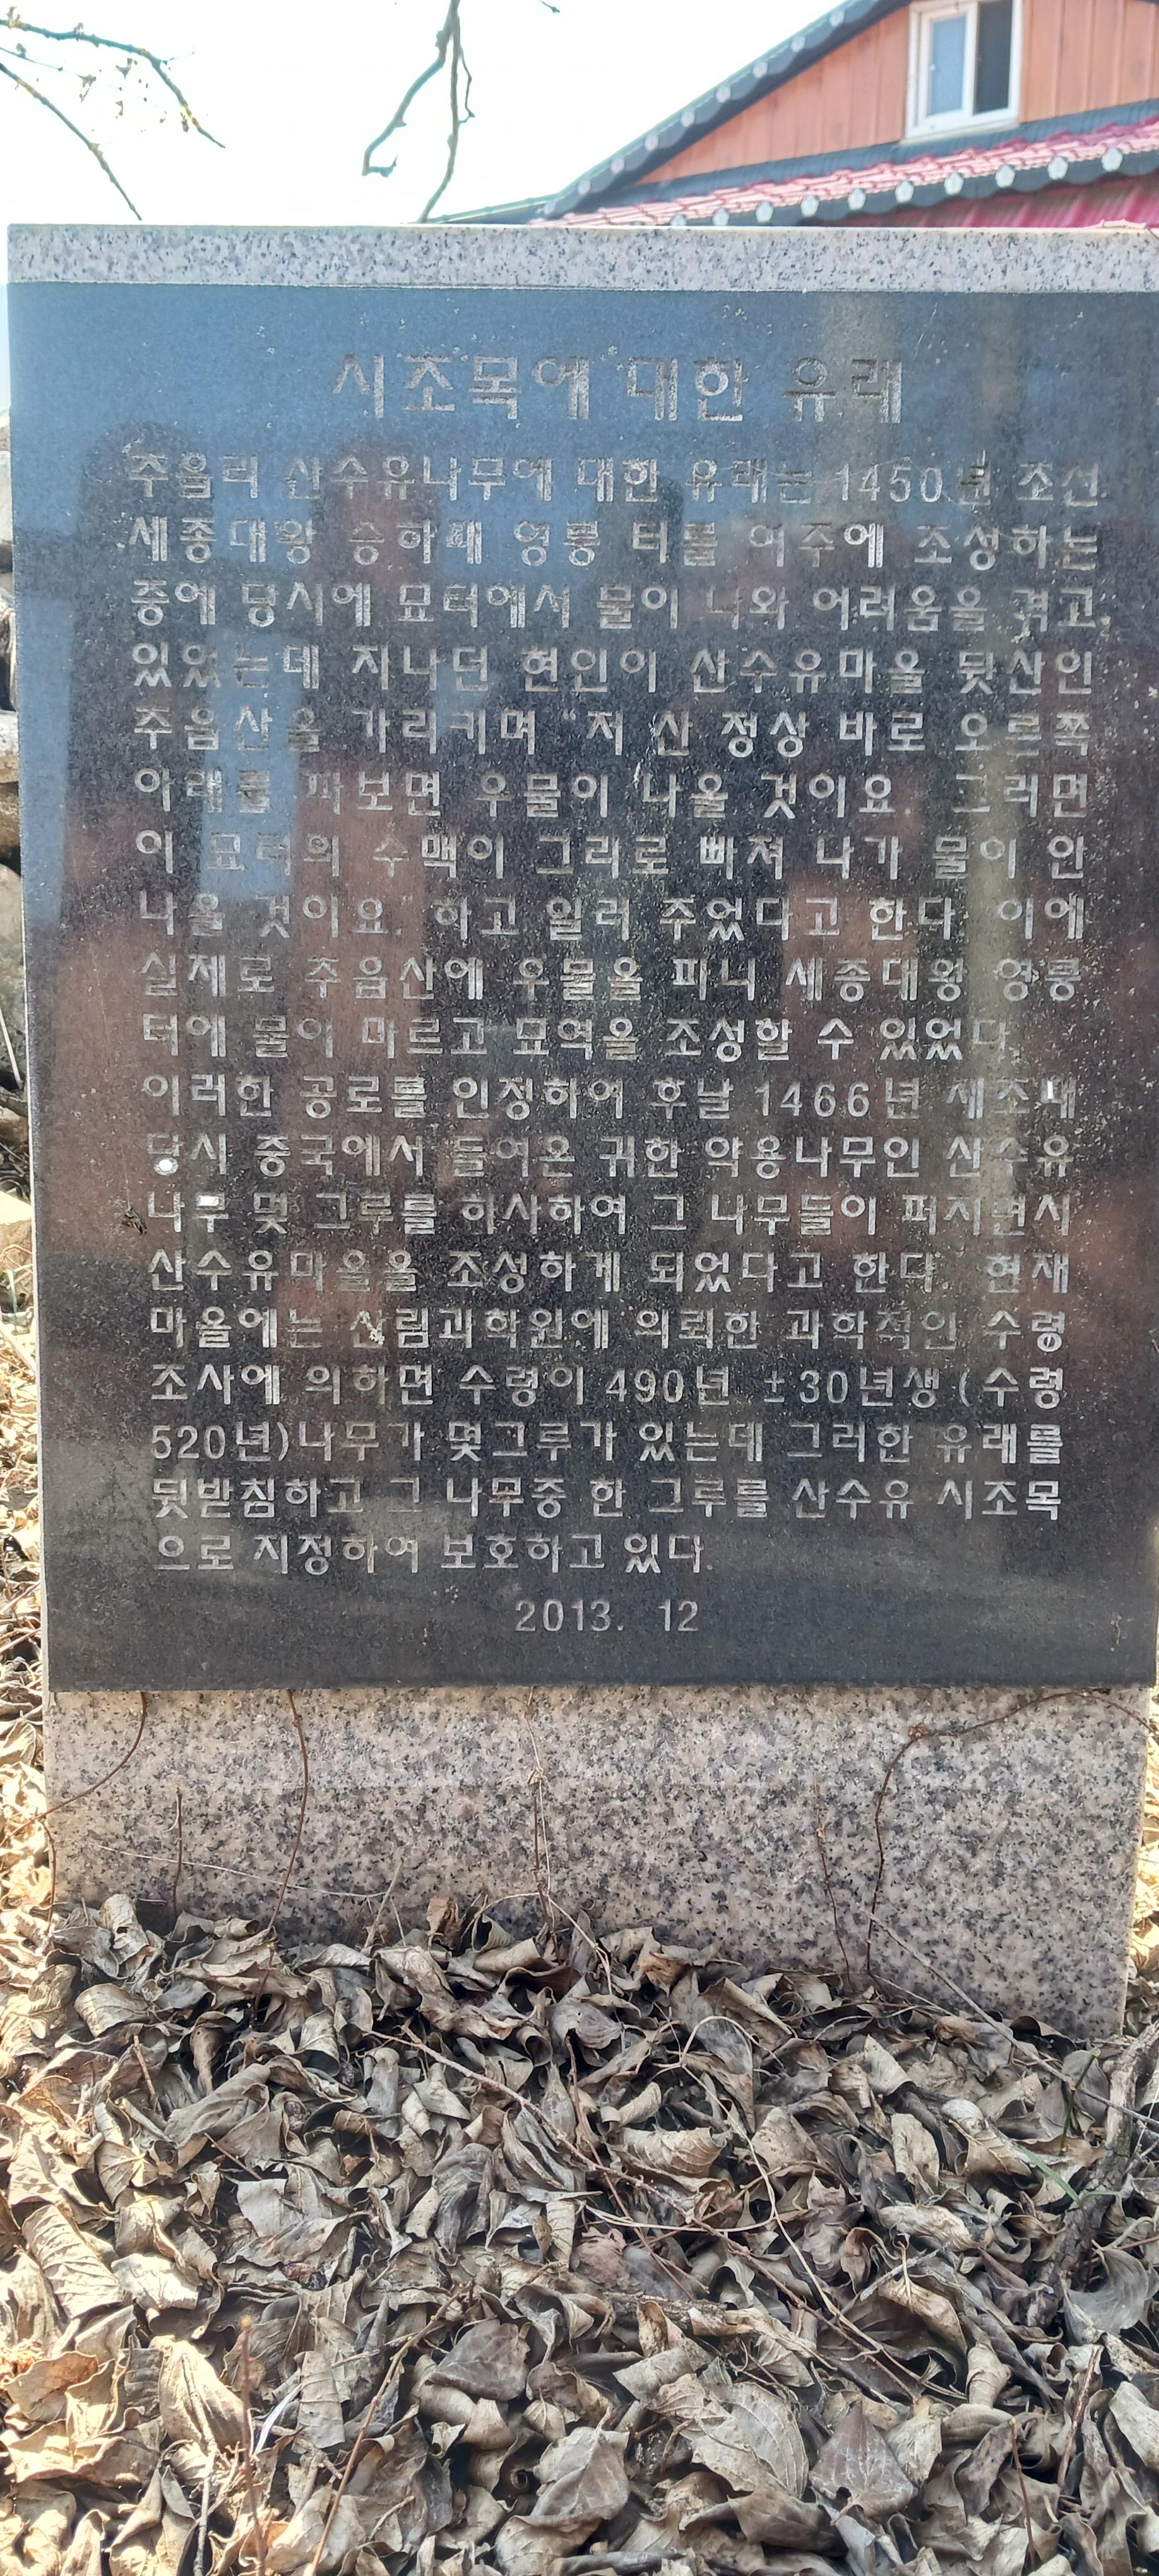 시조목에 대한 유래
추읍리 산수유나무에 대한 유래는 1450년 조선
세종대왕 승하때 영릉 터를 여주에 조성하는
중에 당시에 묘터에서 물이 나와 어려움을 겪고
있었는데 지나던 현인이 산수유마을 뒷산인
추읍산을 가리키며 "저 산 정상 바로 오른쪽
아래를 파보면 우물이 나올 것이요. 그러면
이 묘터의 수맥이 그리로 빠져 나가 물이 안
나올 것이요." 하고 일러 주었다고 한다. 이에
실제로 추읍산에 우물을 파니 세종대왕 영릉
터에 물이 마르고 묘역을 조성할 수 있었다.
이러한 공로를 인정하여 후날 1466년 세조때
당시 중국에서 들여온 귀한 약용나무인 산수유
나무 몇 그루를 하사하여 그 나무들이 퍼지면서
산수유마을을 조성하게 되었다고 한다. 현재
마을에는 산림과학원에 의뢰한 과학적인 수령
조사에 의하면 수령이 490년 ±30년생(수령
520년)나무가 몇그루가 있는데 그러한 유래를
뒷받침하고 그 나무중 한 그루를 산수유 시조목
으로 지정하여 보호하고 있다.
2013. 12